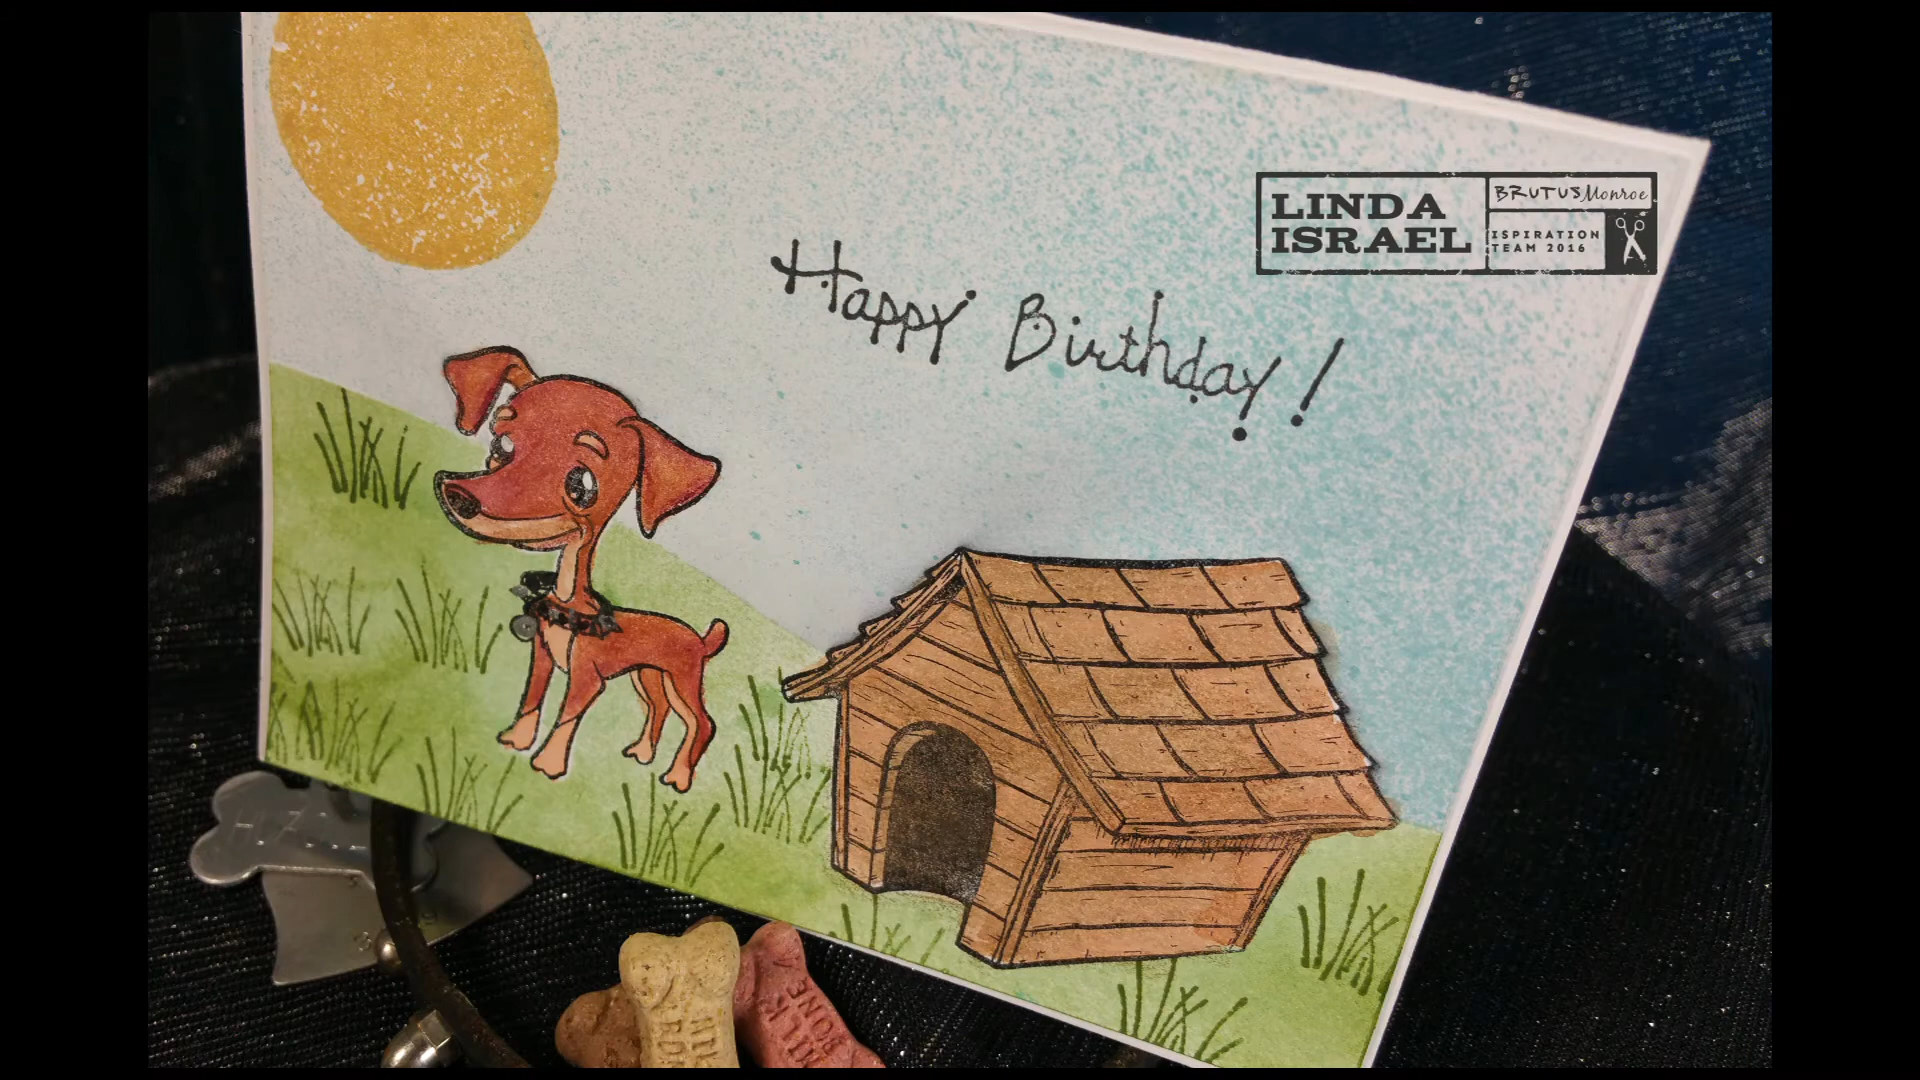 LINDA
ISRAEL
BRUTUS Monroe
ISPIRATION
TEAM 2016
Happy Birthday!
MILK
BONE